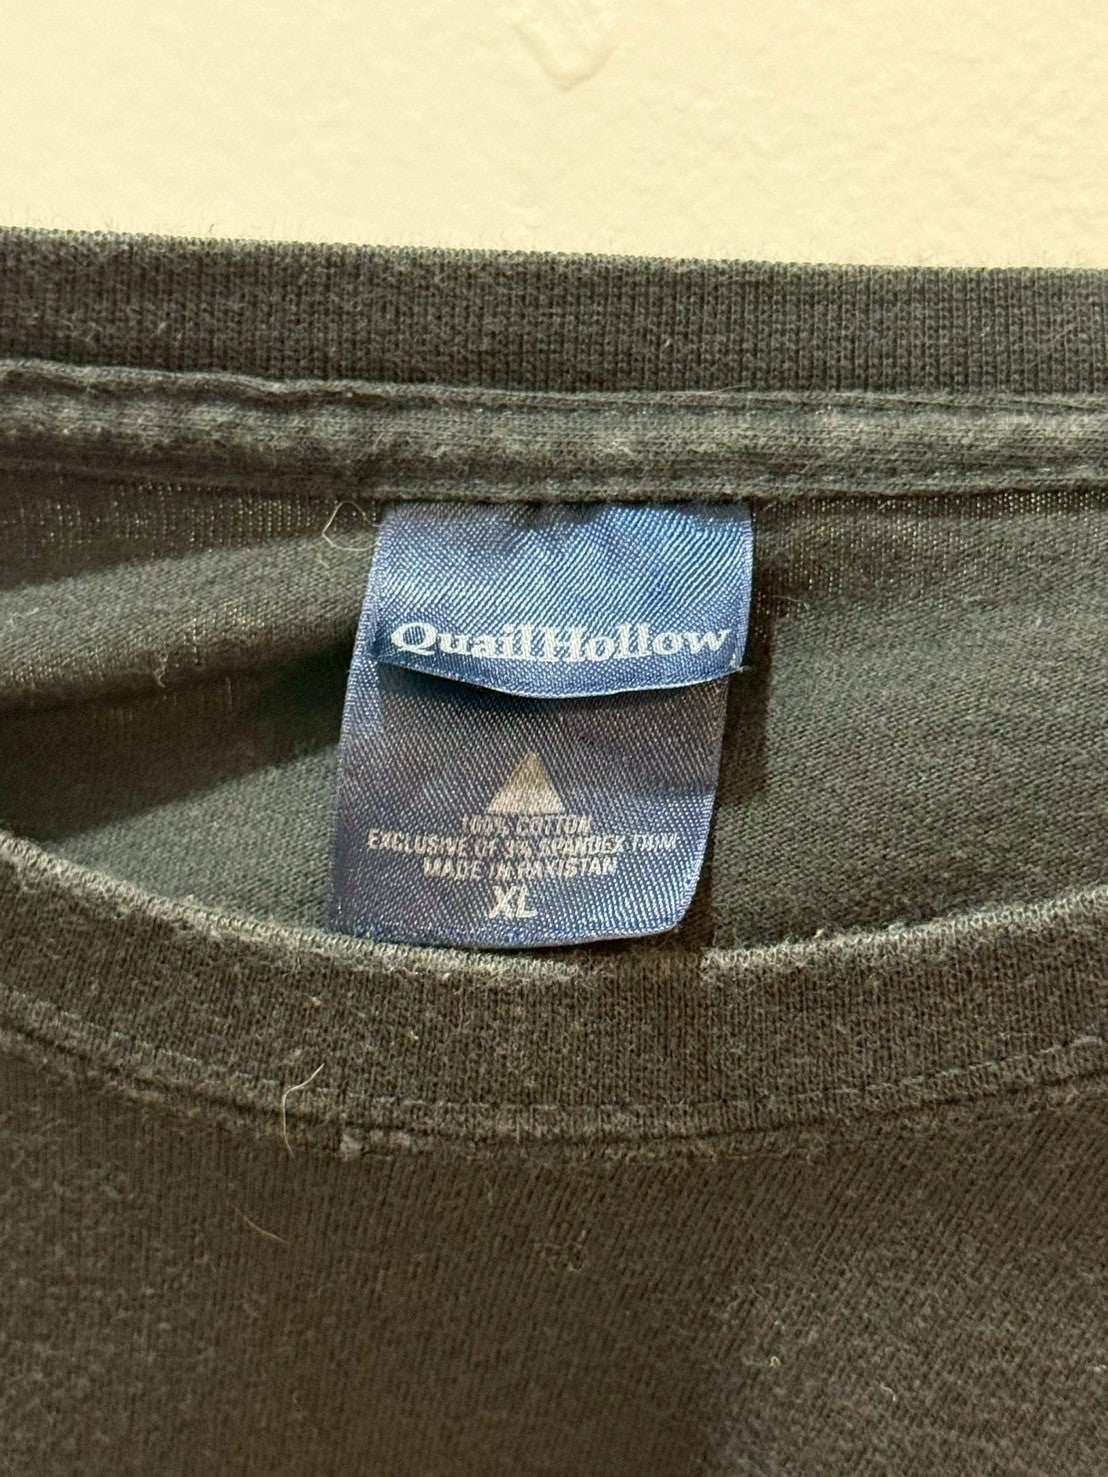 QuailHollow
100% COTTON
EXCLUSIVE OF 3% SPANDEX TRIM
MADE IN PAKISTAN
XL